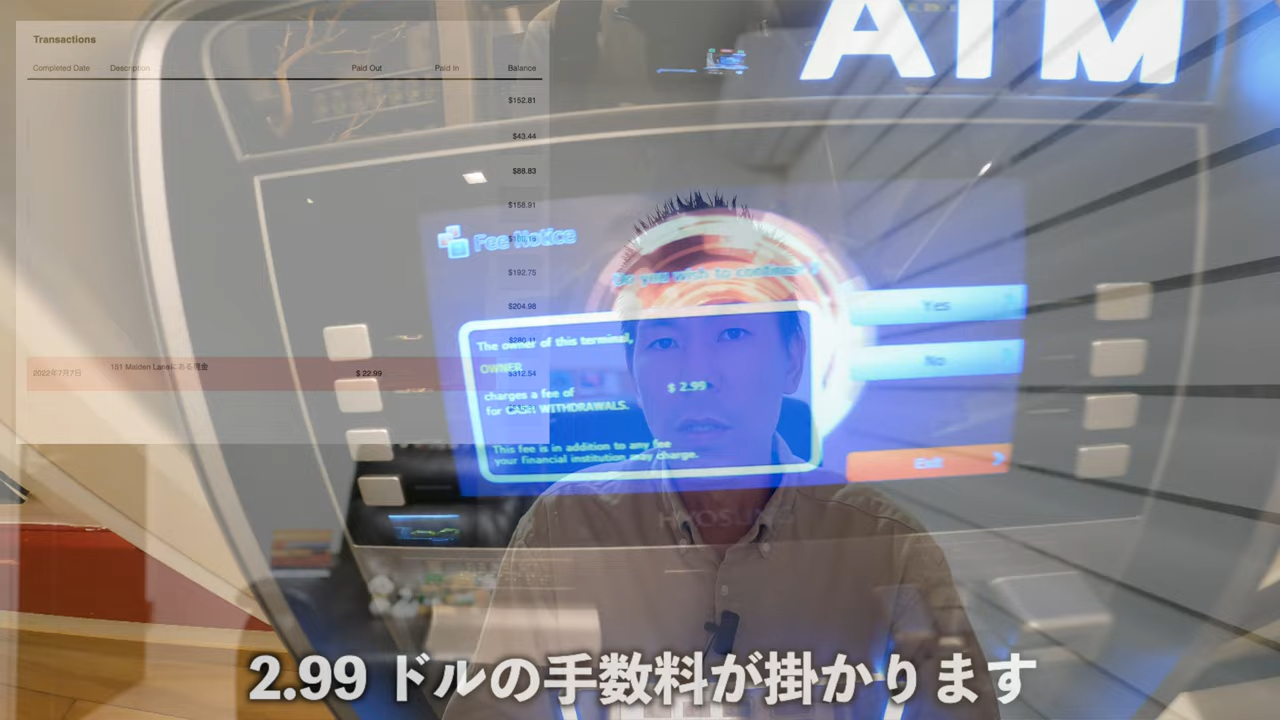 ATM
Transactions
Completed Date Description Paid Out Paid In Balance
$152.81
$43.44
$88.83
$158.91
$192.75
$204.98
2022年7月7日 151 Maiden Laneにある現金 $ 22.99 $312.54
Fee Notice
Do you wish to continue ?
Yes
No
Exit
The owner of this terminal,
OWNER
charges a fee of $ 2.99
for CASH WITHDRAWALS.
This fee is in addition to any fee
your financial institution may charge.
HYOSUNG
2.99 ドルの手数料が掛かります